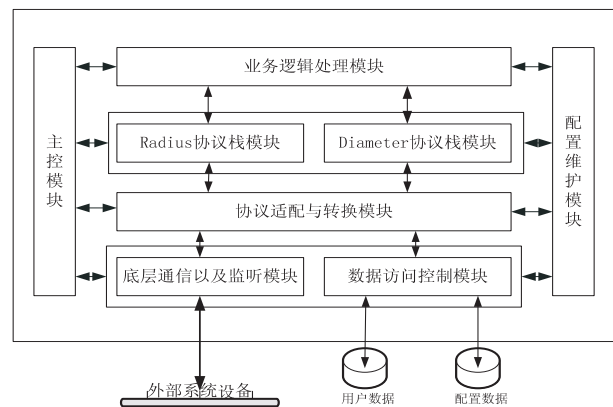 业务逻辑处理模块
主控模块
配置维护模块
Radius协议栈模块
Diameter协议栈模块
协议适配与转换模块
底层通信以及监听模块
数据访问控制模块
外部系统设备
用户数据
配置数据